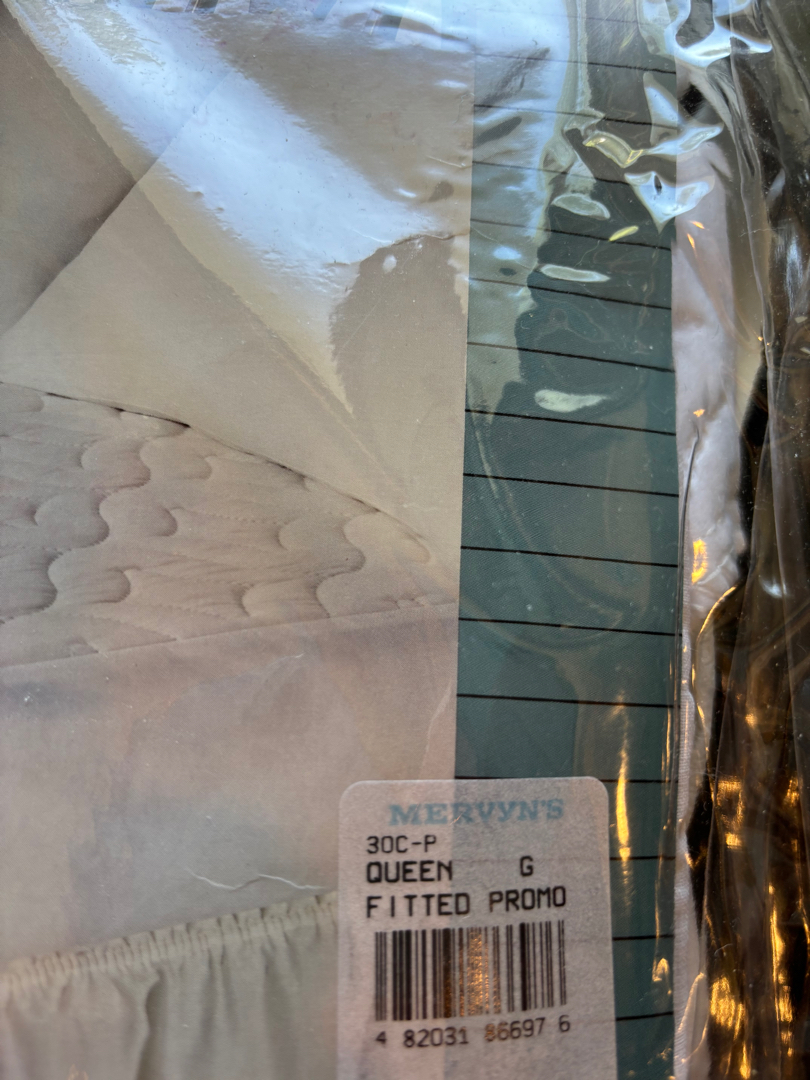 MERVYN'S
30C-P
QUEEN G
FITTED PROMO
4 82031 86697 6